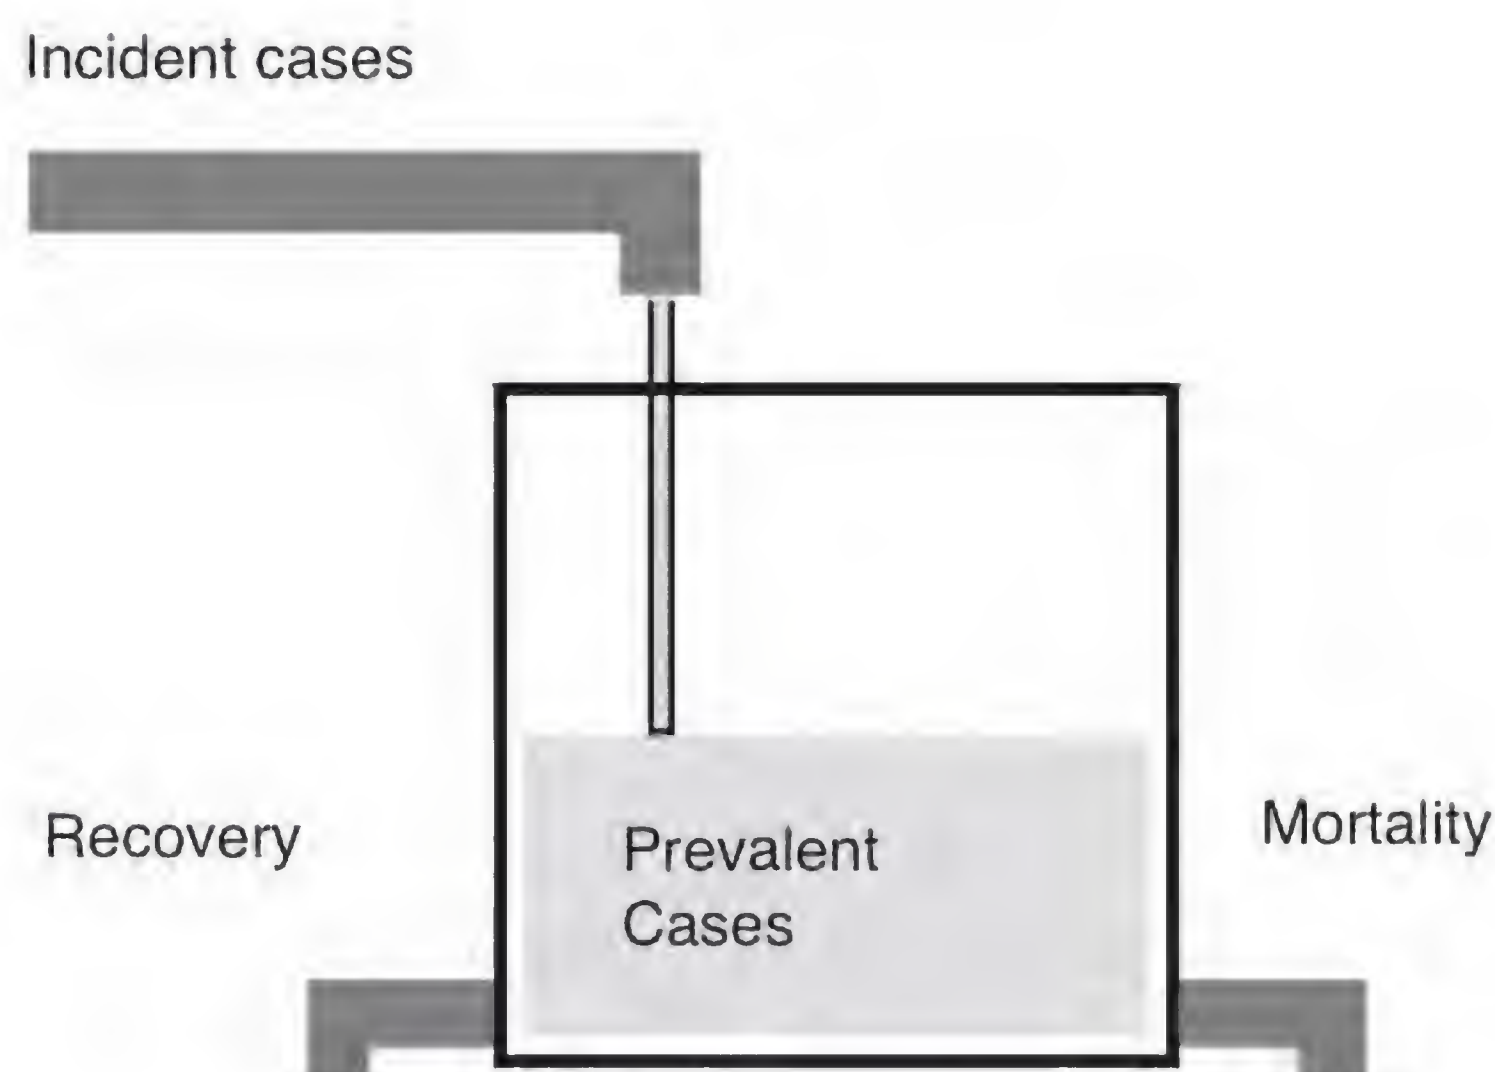 Incident cases
Recovery
Prevalent
Cases
Mortality